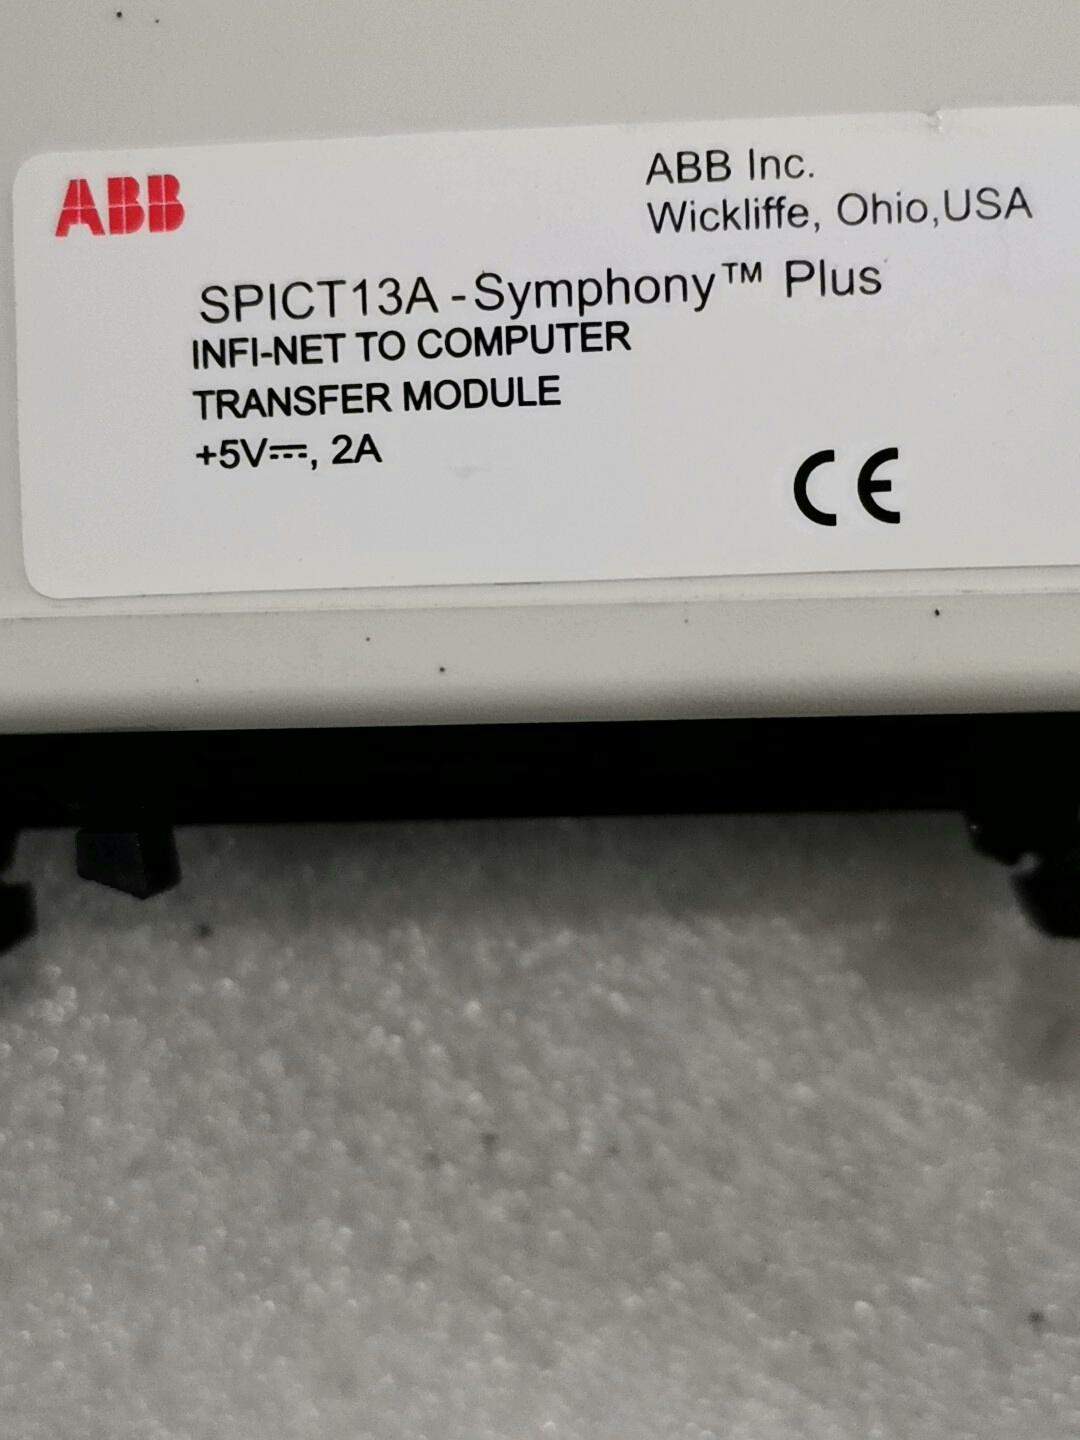 ABB
ABB Inc.
Wickliffe, Ohio,USA
SPICT13A - Symphony™ Plus
INFI-NET TO COMPUTER
TRANSFER MODULE
+5V⎓, 2A
CE